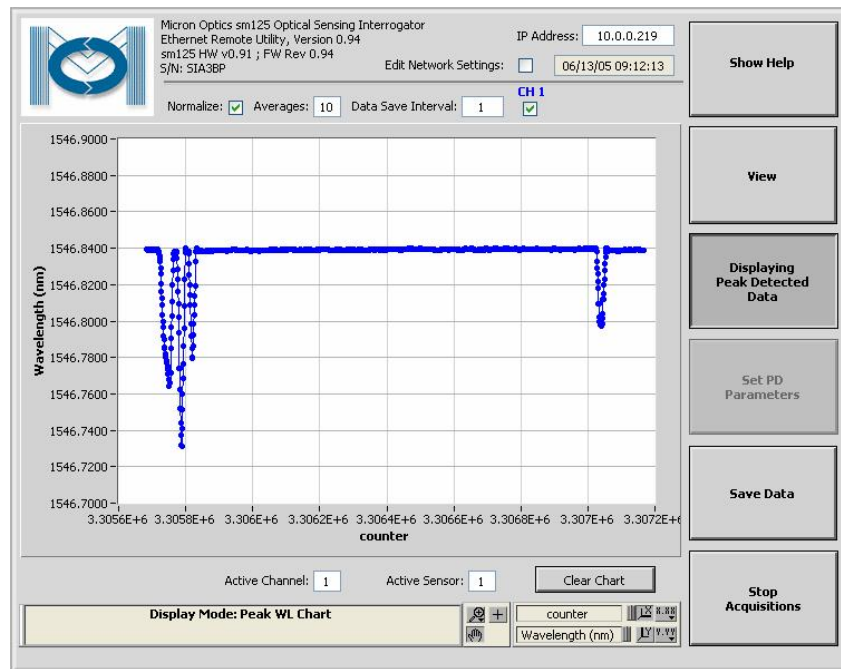 Micron Optics sm125 Optical Sensing Interrogator
Ethernet Remote Utility, Version 0.94
sm125 HW v0.91 ; FW Rev 0.94
S/N: SIA3BP
IP Address: 10.0.0.219
Edit Network Settings: 06/13/05 09:12:13
Normalize: Averages: 10 Data Save Interval: 1
CH 1
Show Help
View
Displaying
Peak Detected
Data
Set PD
Parameters
Save Data
Stop
Acquisitions
Wavelength (nm)
1546.9000
1546.8800
1546.8600
1546.8400
1546.8200
1546.8000
1546.7800
1546.7600
1546.7400
1546.7200
1546.7000
3.3056E+6 3.3058E+6 3.306E+6 3.3062E+6 3.3064E+6 3.3066E+6 3.3068E+6 3.307E+6 3.3072E+6
counter
Active Channel: 1 Active Sensor: 1 Clear Chart
Display Mode: Peak WL Chart
counter X X.XX
Wavelength (nm) Y Y.YY